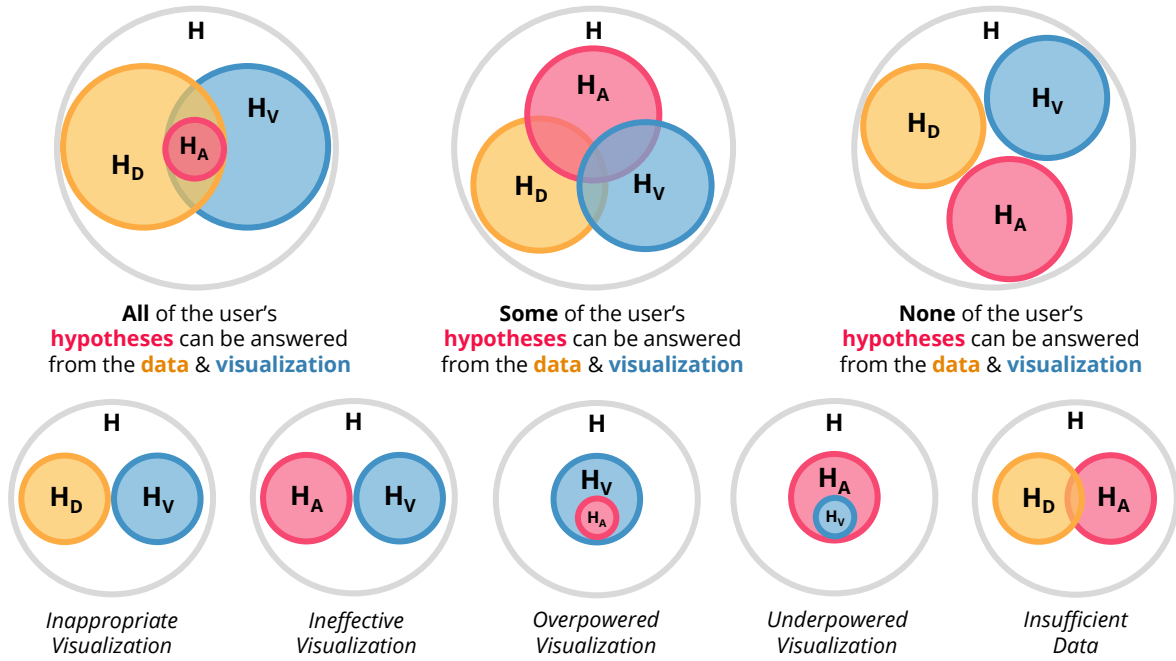 H
H_D
H_A
H_V
All of the user's
hypotheses can be answered
from the data & visualization
H
H_A
H_D
H_V
Some of the user's
hypotheses can be answered
from the data & visualization
H
H_D
H_V
H_A
None of the user's
hypotheses can be answered
from the data & visualization
H
H_D
H_V
Inappropriate
Visualization
H
H_A
H_V
Ineffective
Visualization
H
H_V
H_A
Overpowered
Visualization
H
H_A
H_V
Underpowered
Visualization
H
H_D
H_A
Insufficient
Data